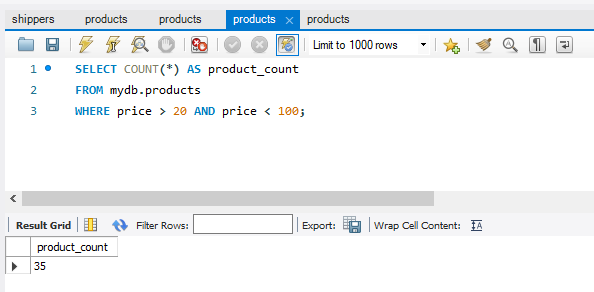 shippers products products products products
Limit to 1000 rows
1 SELECT COUNT(*) AS product_count
2 FROM mydb.products
3 WHERE price > 20 AND price < 100;
Result Grid Filter Rows: Export: Wrap Cell Content:
product_count
35